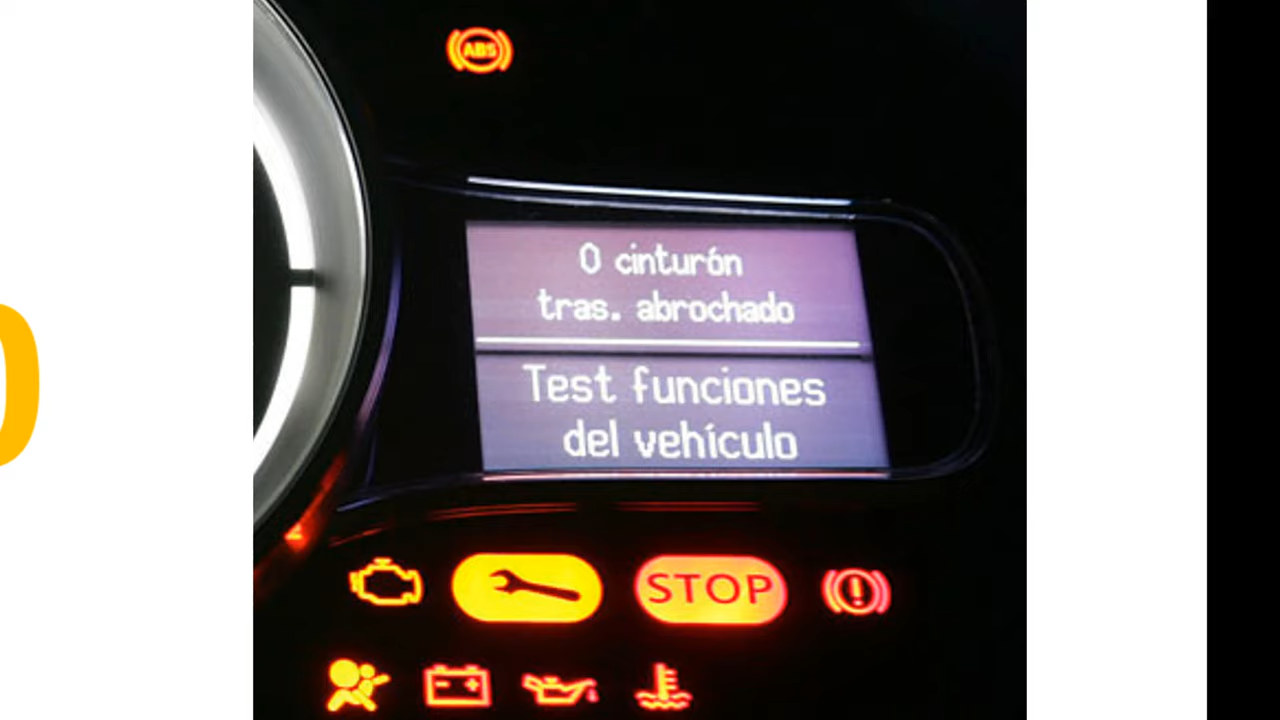 ABS
0 cinturón
tras. abrochado
Test funciones
del vehículo
STOP